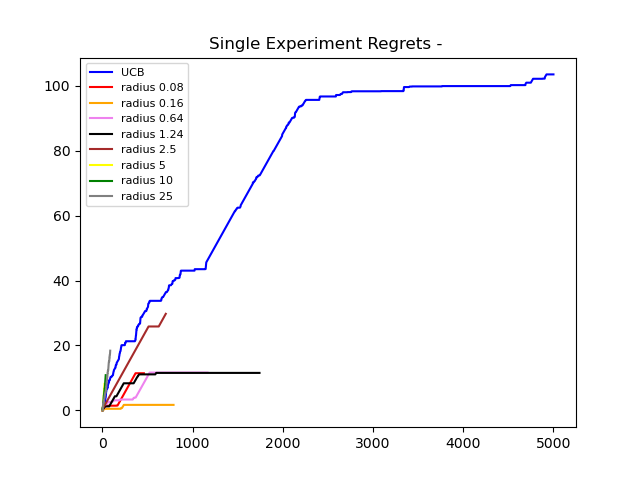 Single Experiment Regrets -
UCB
radius 0.08
radius 0.16
radius 0.64
radius 1.24
radius 2.5
radius 5
radius 10
radius 25
100
80
60
40
20
0
0 1000 2000 3000 4000 5000